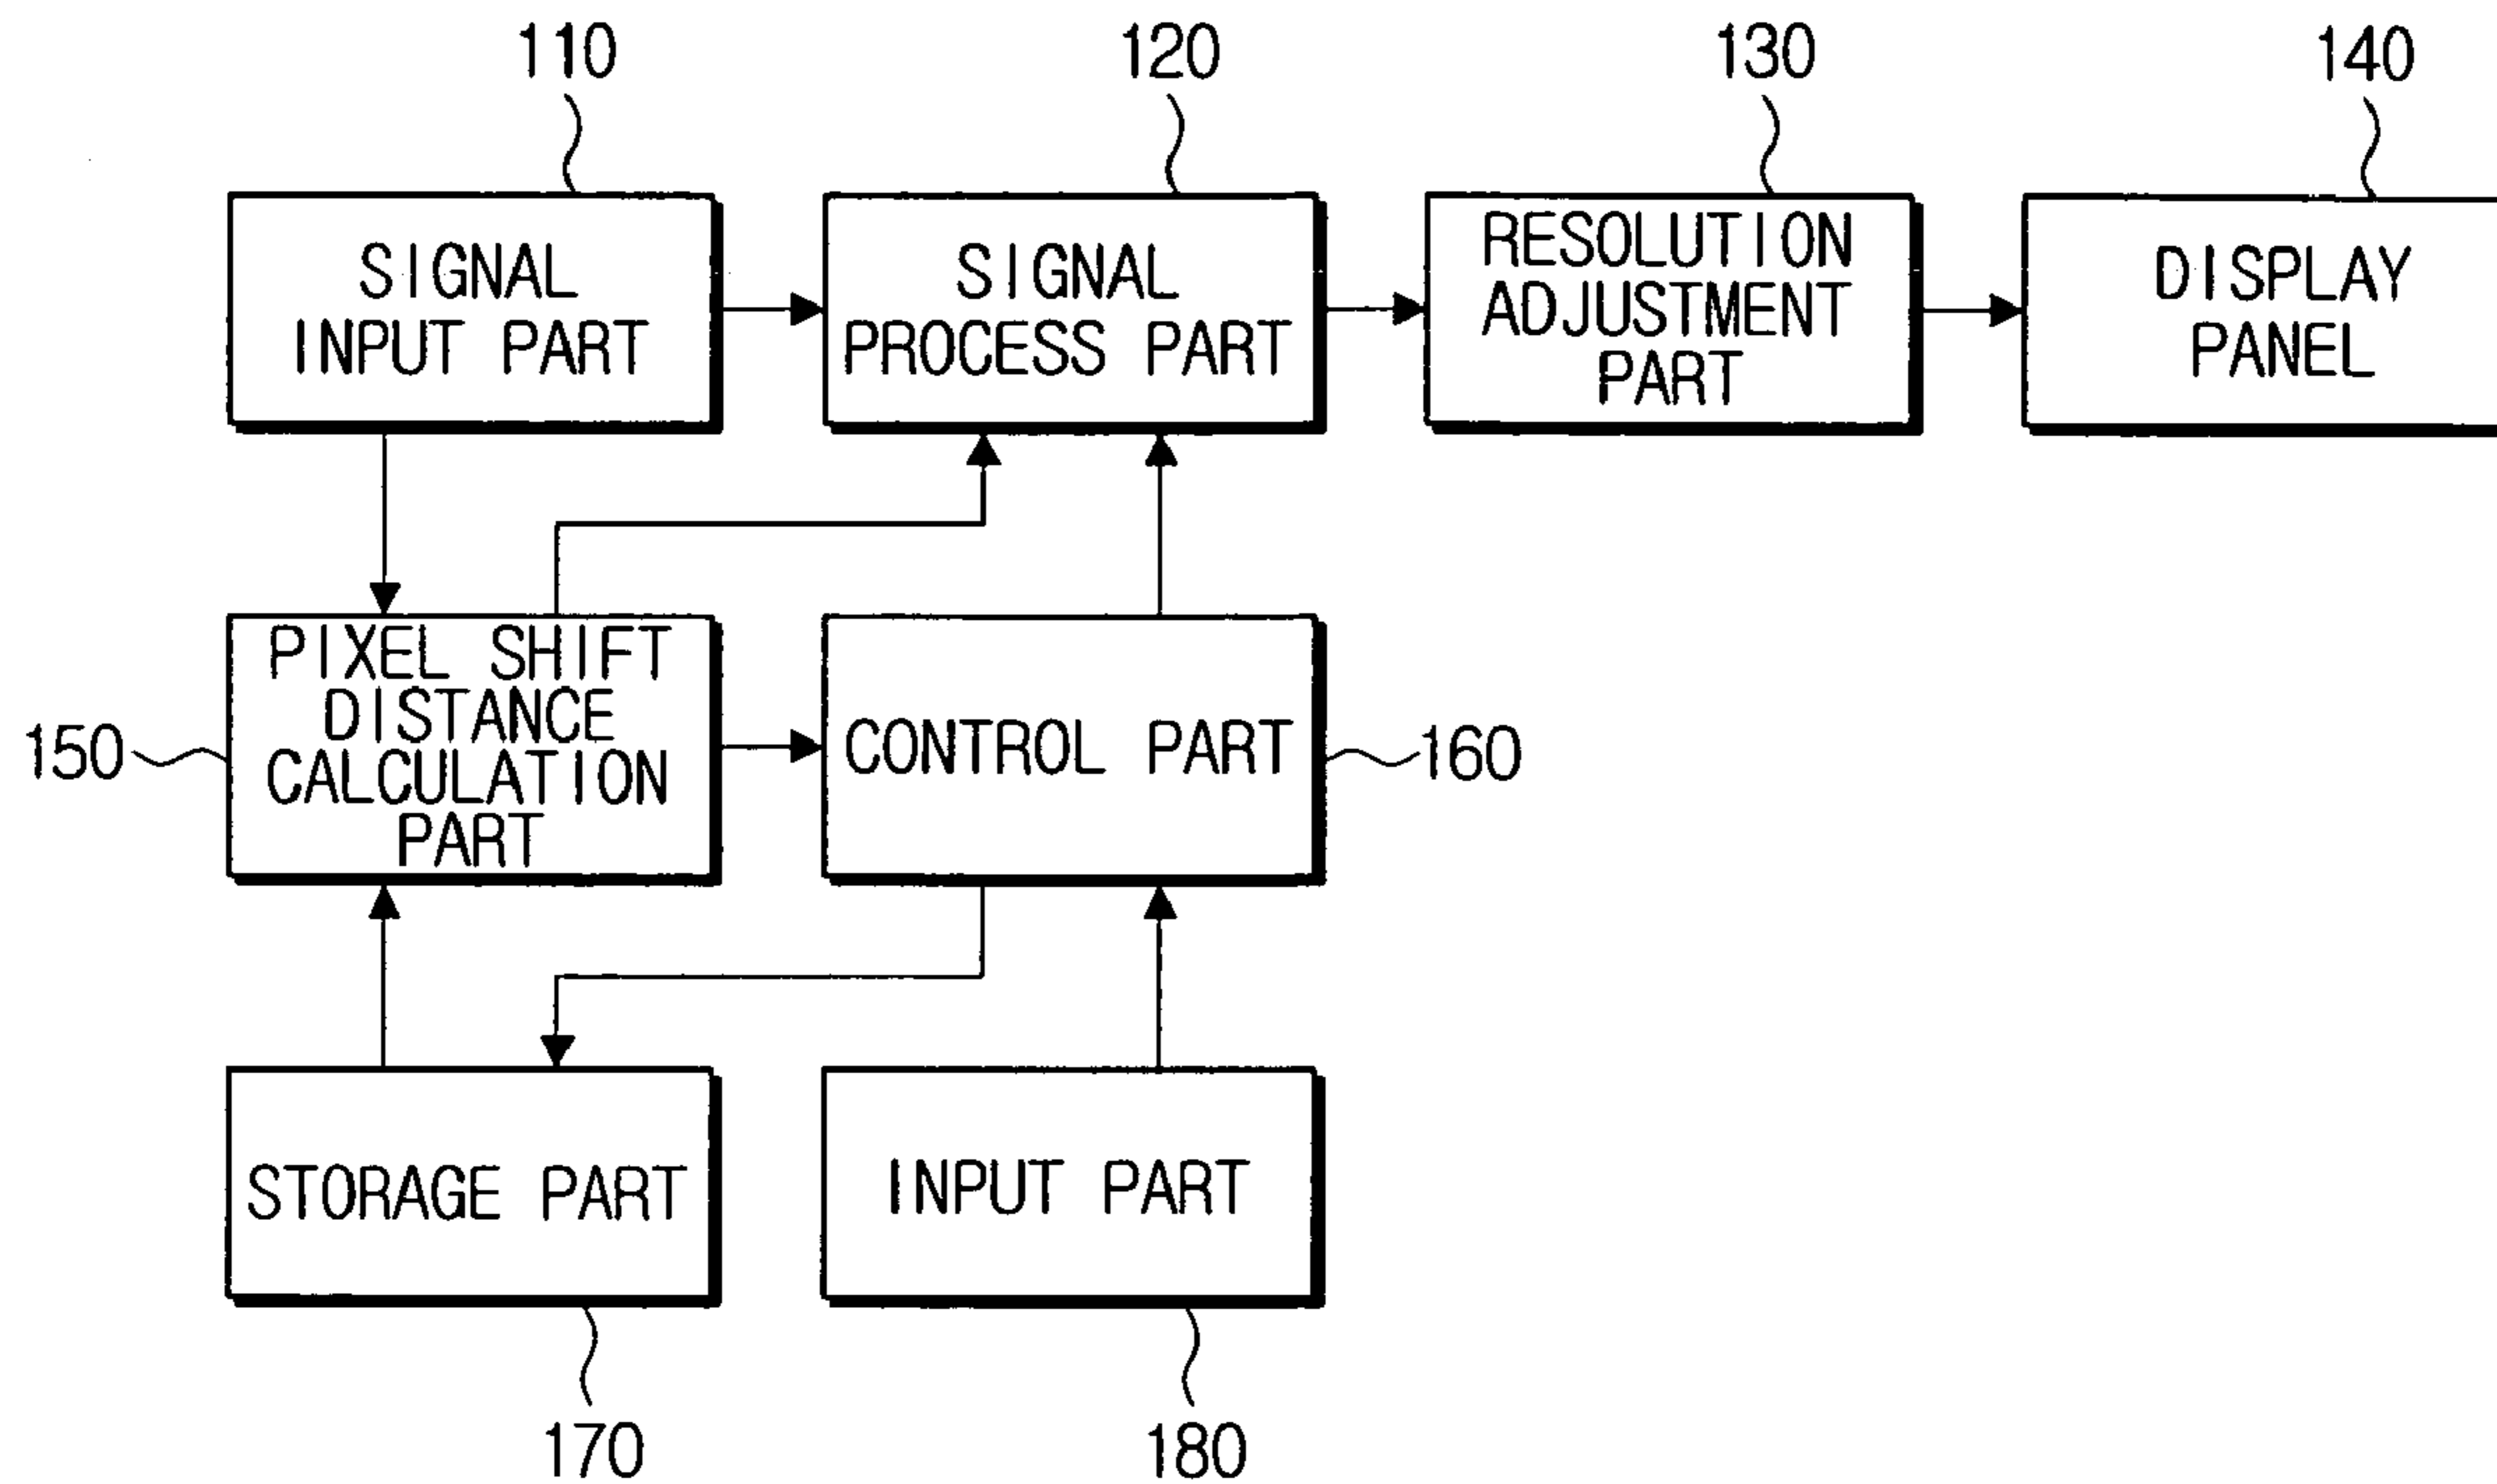 110
120
130
140
SIGNAL
INPUT PART
SIGNAL
PROCESS PART
RESOLUTION
ADJUSTMENT
PART
DISPLAY
PANEL
150
PIXEL SHIFT
DISTANCE
CALCULATION
PART
CONTROL PART
160
STORAGE PART
INPUT PART
170
180